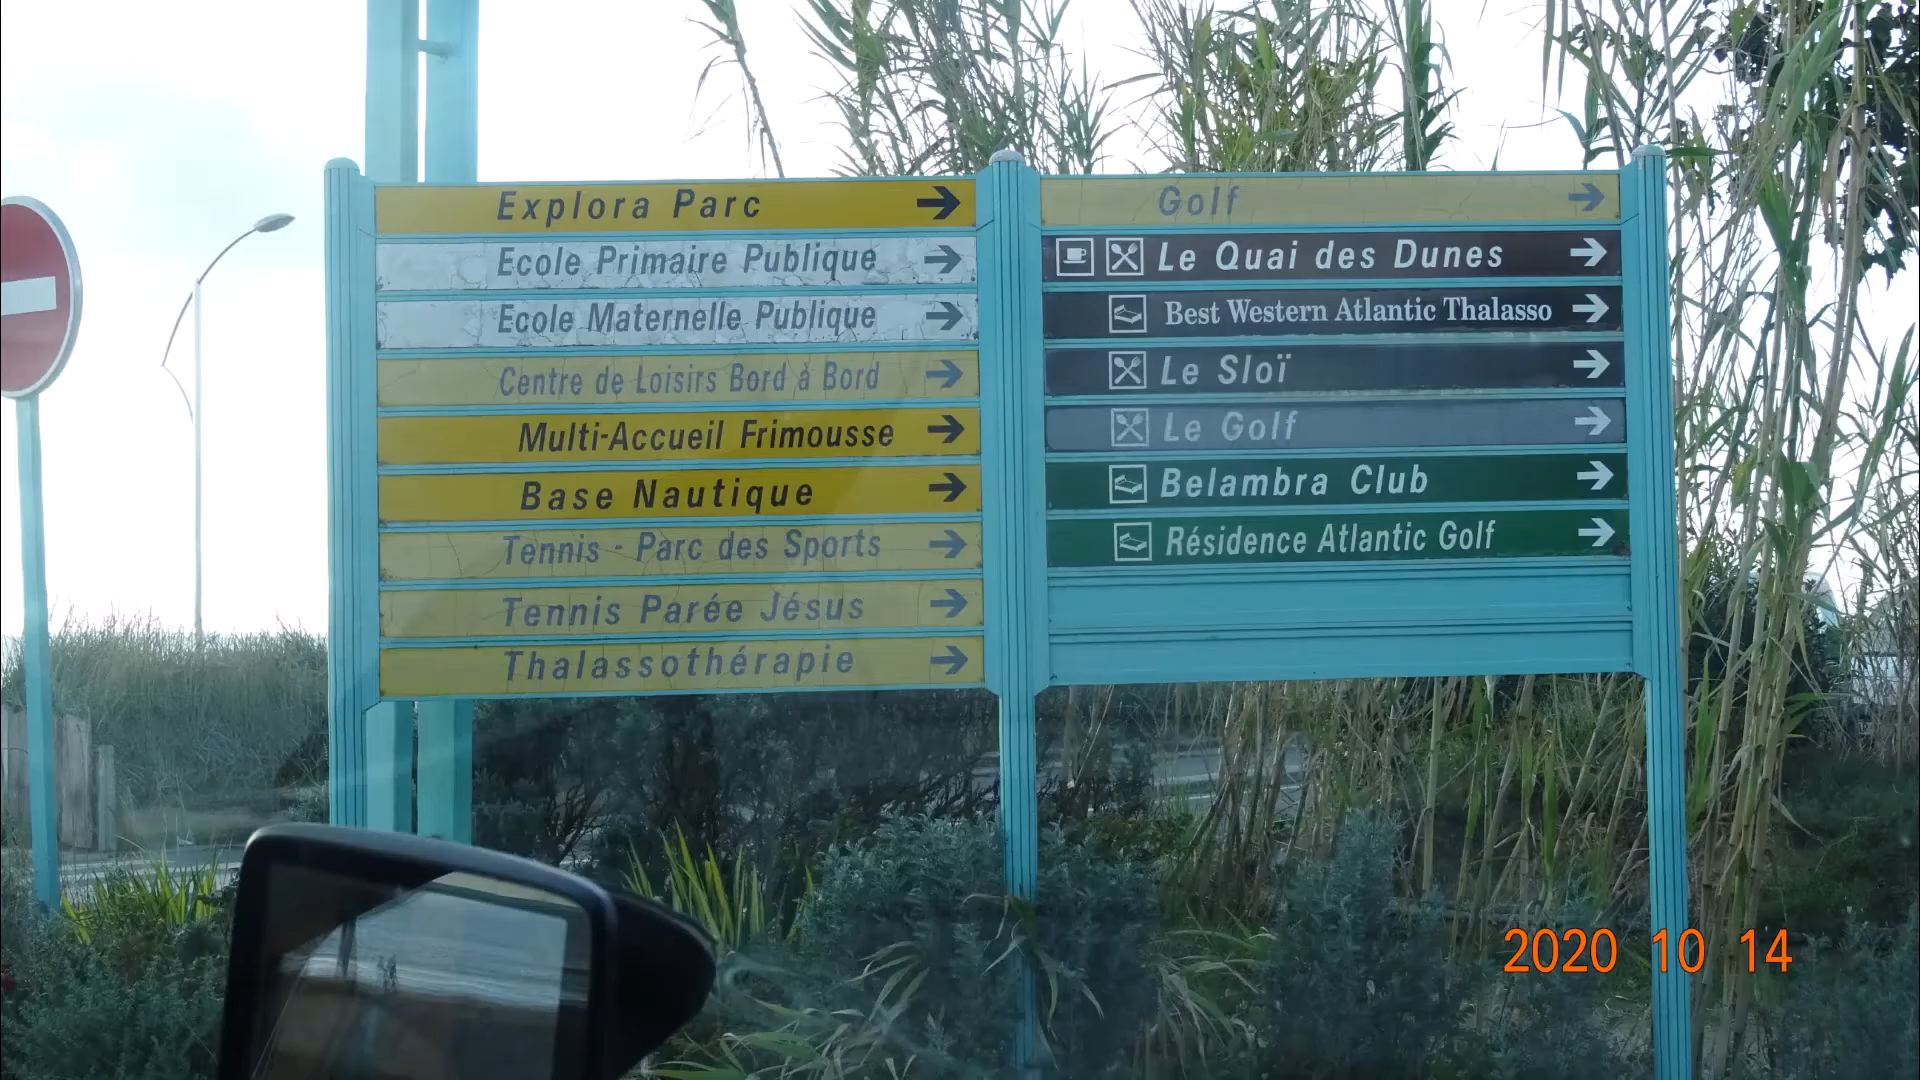 Explora Parc
Ecole Primaire Publique
Ecole Maternelle Publique
Centre de Loisirs Bord à Bord
Multi-Accueil Frimousse
Base Nautique
Tennis - Parc des Sports
Tennis Parée Jésus
Thalassothérapie
Golf
Le Quai des Dunes
Best Western Atlantic Thalasso
Le Sloï
Le Golf
Belambra Club
Résidence Atlantic Golf
2020 10 14